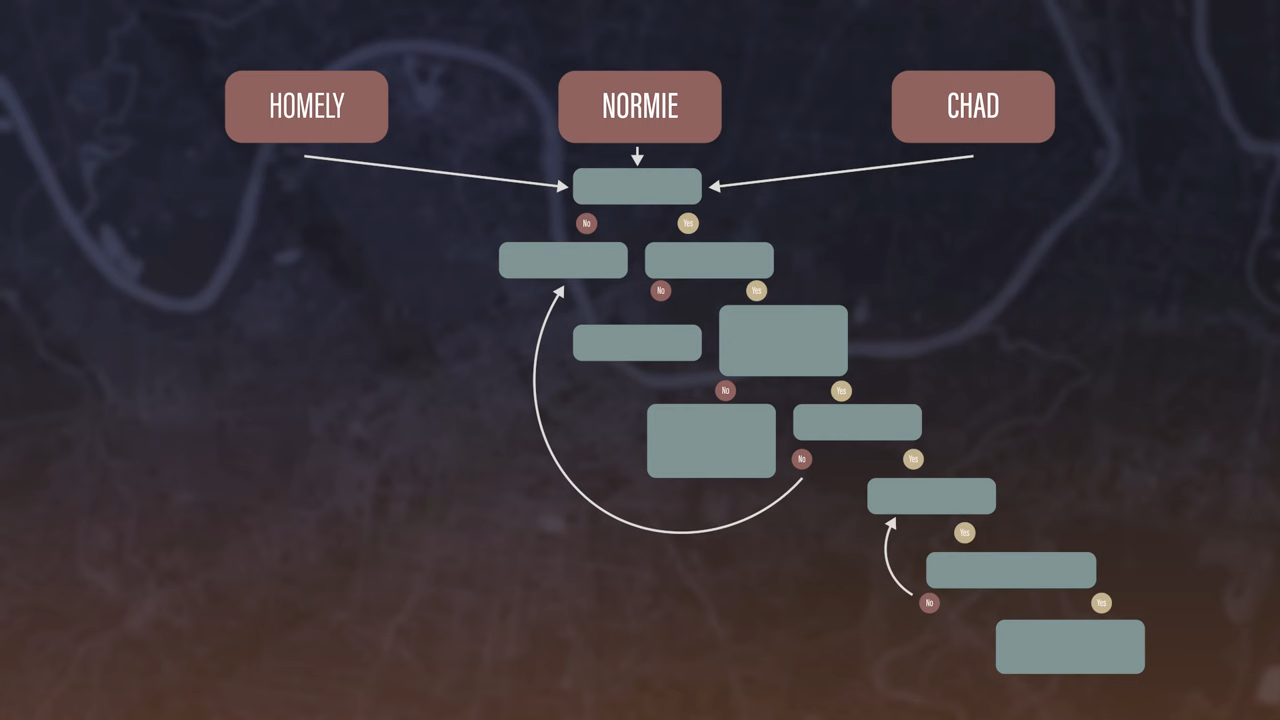 HOMELY
NORMIE
CHAD
No
Yes
No
Yes
No
Yes
No
Yes
Yes
No
Yes